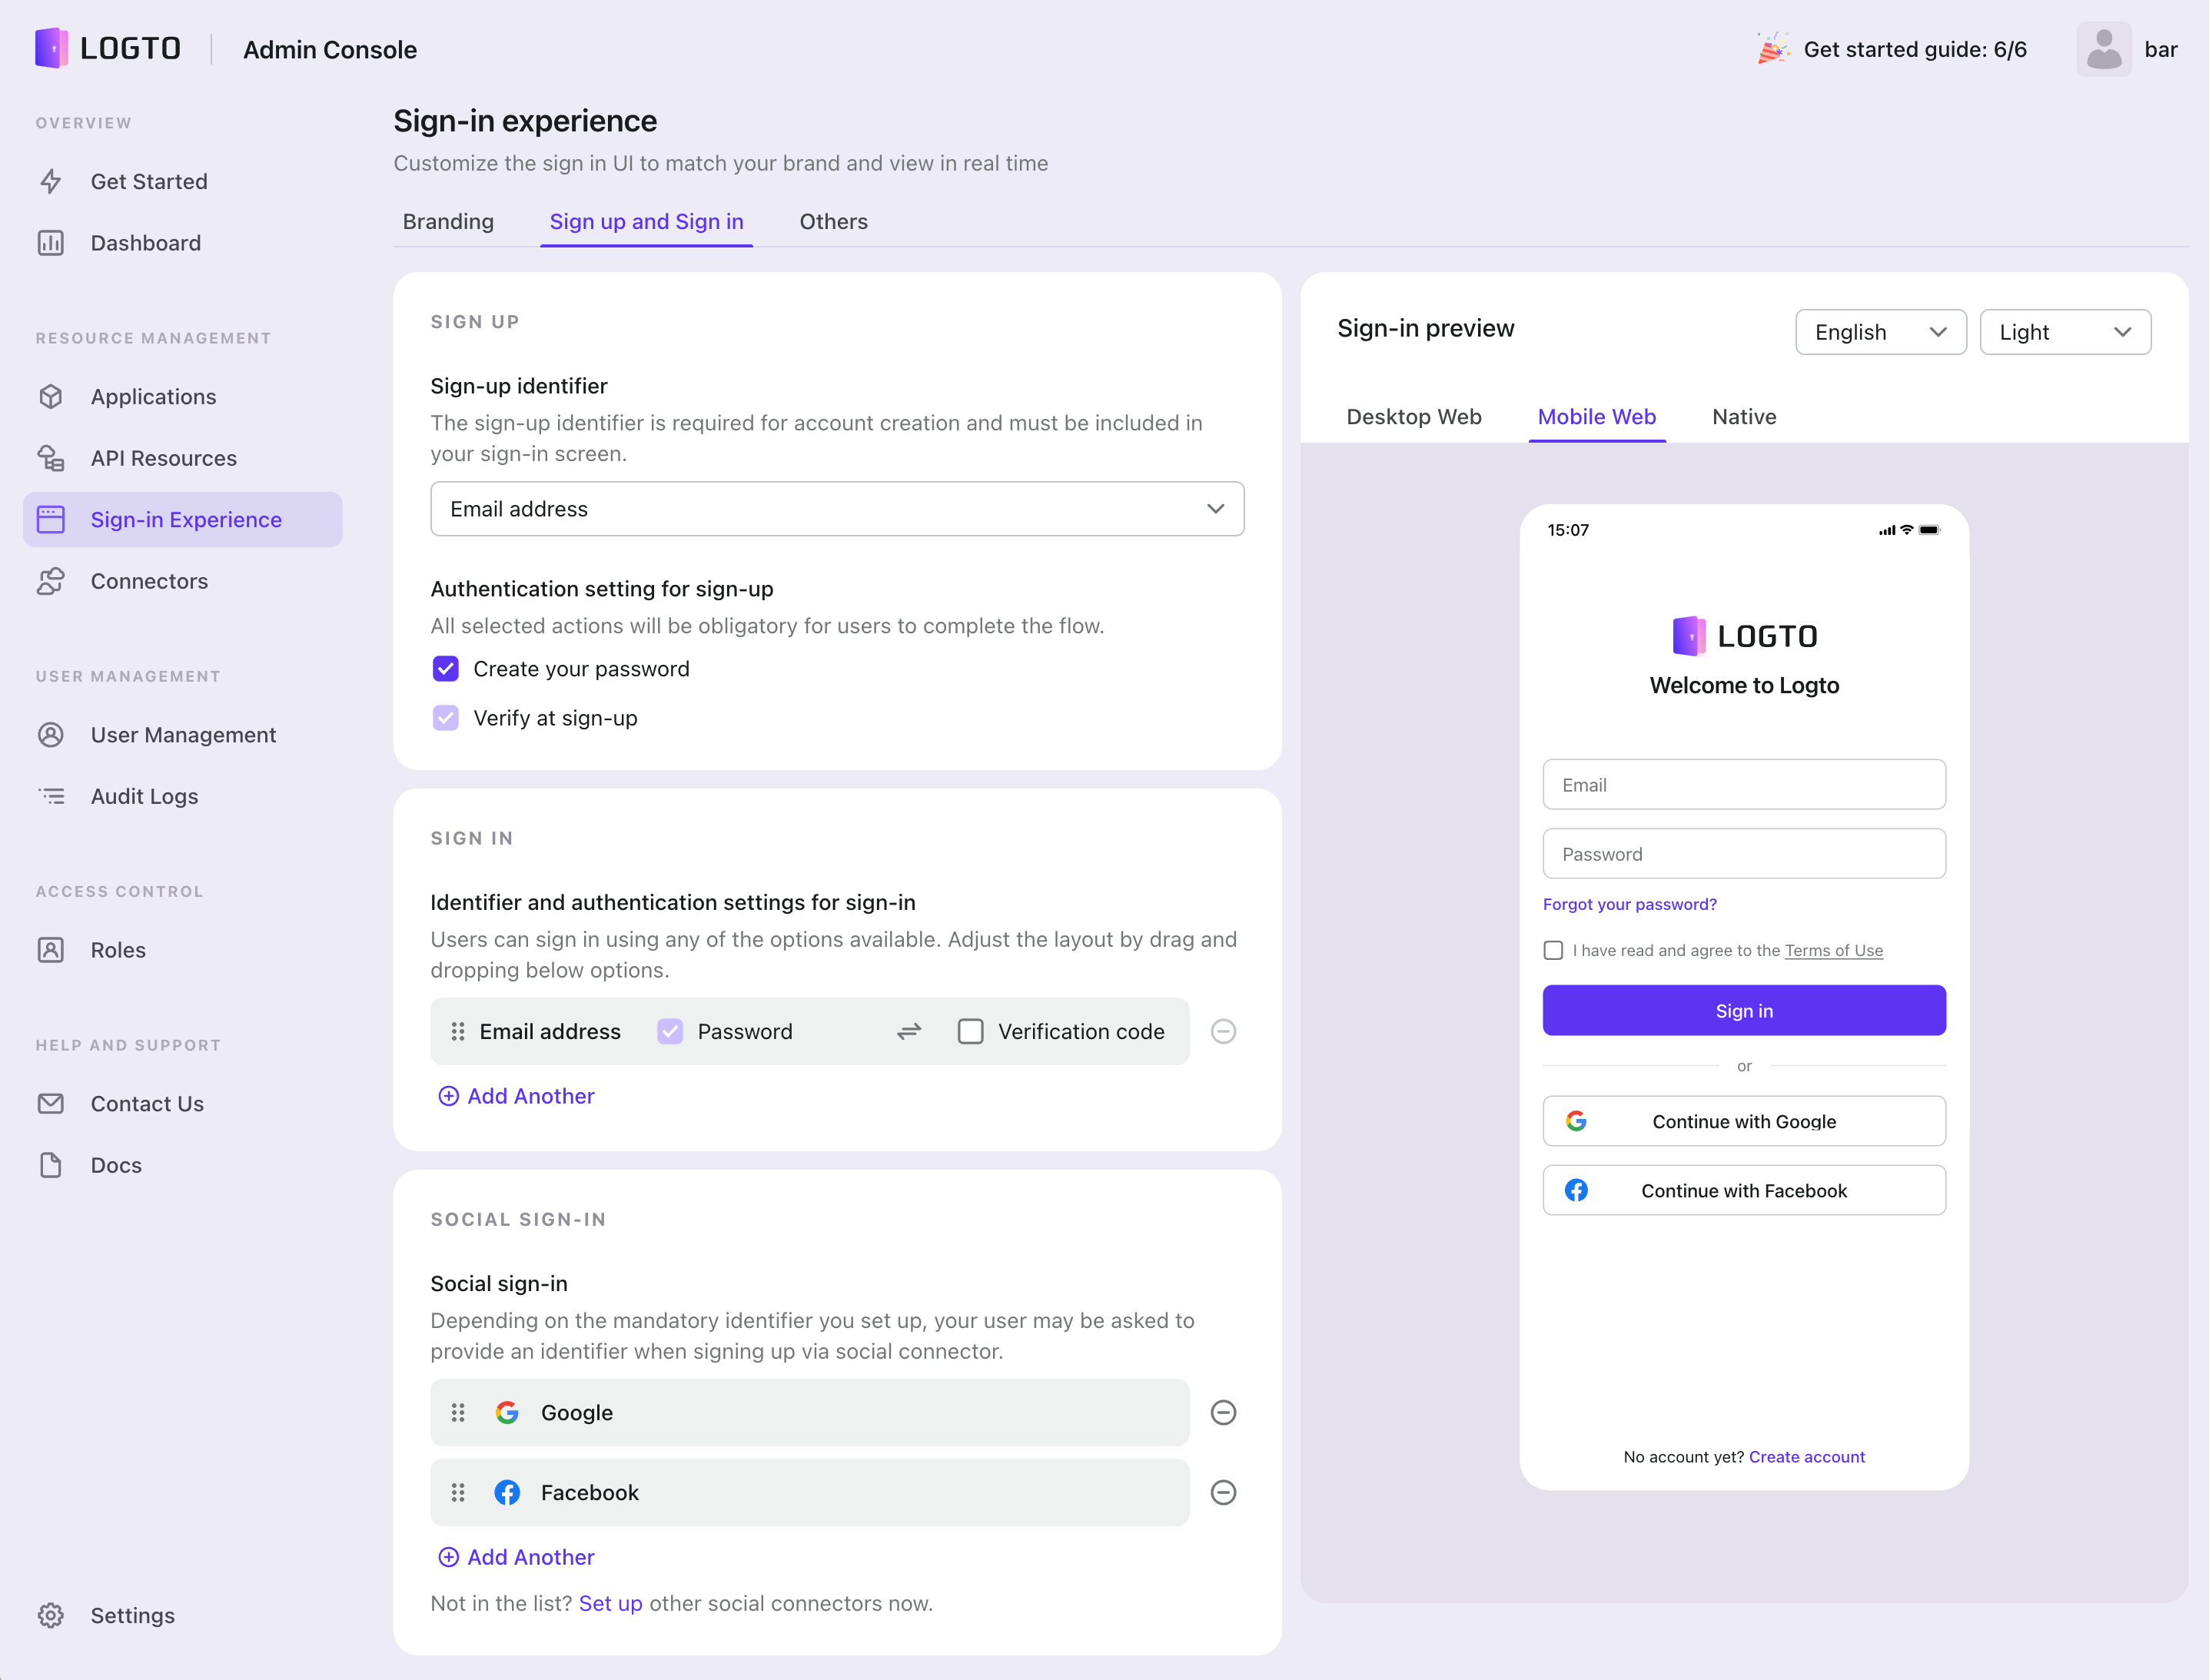 LOGTO
Admin Console
Get started guide: 6/6
bar
OVERVIEW
Get Started
Dashboard
RESOURCE MANAGEMENT
Applications
API Resources
Sign-in Experience
Connectors
USER MANAGEMENT
User Management
Audit Logs
ACCESS CONTROL
Roles
HELP AND SUPPORT
Contact Us
Docs
Settings
Sign-in experience
Customize the sign in UI to match your brand and view in real time
Branding
Sign up and Sign in
Others
SIGN UP
Sign-up identifier
The sign-up identifier is required for account creation and must be included in
your sign-in screen.
Email address
Authentication setting for sign-up
All selected actions will be obligatory for users to complete the flow.
Create your password
Verify at sign-up
SIGN IN
Identifier and authentication settings for sign-in
Users can sign in using any of the options available. Adjust the layout by drag and
dropping below options.
Email address
Password
Verification code
Add Another
SOCIAL SIGN-IN
Social sign-in
Depending on the mandatory identifier you set up, your user may be asked to
provide an identifier when signing up via social connector.
Google
Facebook
Add Another
Not in the list? Set up other social connectors now.
Sign-in preview
English
Light
Desktop Web
Mobile Web
Native
15:07
LOGTO
Welcome to Logto
Email
Password
Forgot your password?
I have read and agree to the Terms of Use
Sign in
or
Continue with Google
Continue with Facebook
No account yet? Create account